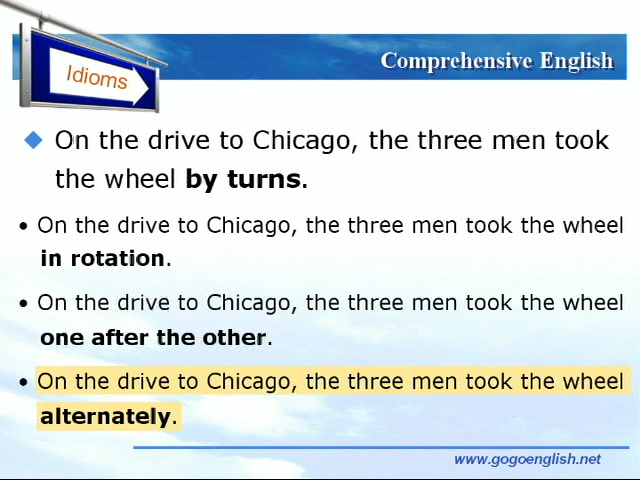 Idioms
Comprehensive English
On the drive to Chicago, the three men took
the wheel by turns.
• On the drive to Chicago, the three men took the wheel
in rotation.
• On the drive to Chicago, the three men took the wheel
one after the other.
• On the drive to Chicago, the three men took the wheel
alternately.
www.gogoenglish.net